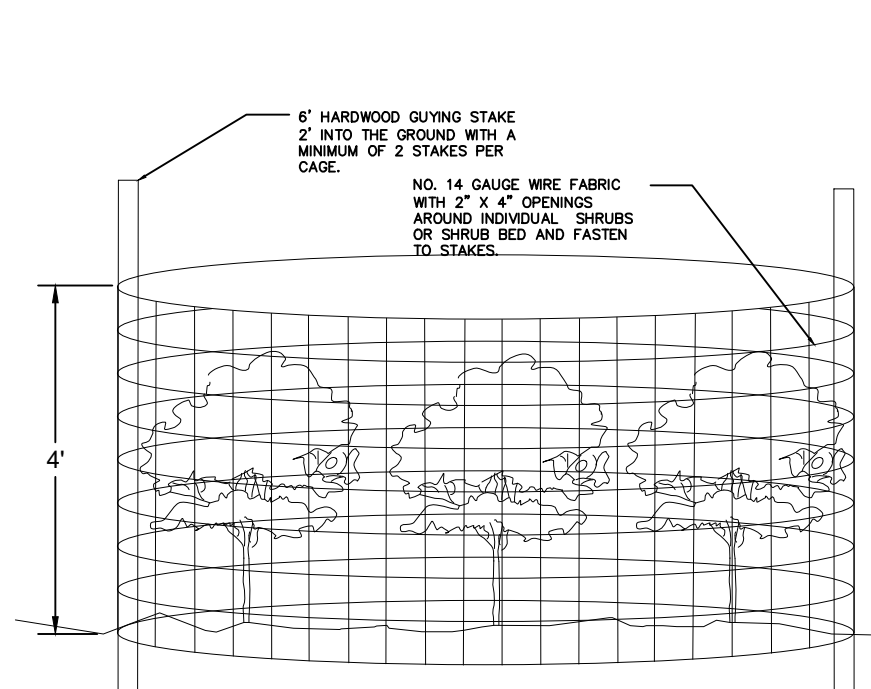 6' HARDWOOD GUYING STAKE
2' INTO THE GROUND WITH A
MINIMUM OF 2 STAKES PER
CAGE.
NO. 14 GAUGE WIRE FABRIC
WITH 2" X 4" OPENINGS
AROUND INDIVIDUAL SHRUBS
OR SHRUB BED AND FASTEN
TO STAKES.
4'